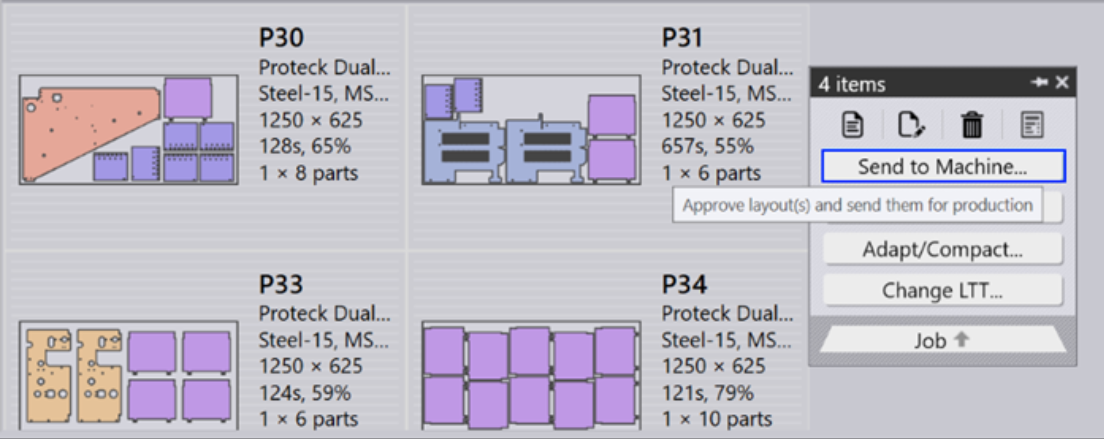 P30
Proteck Dual...
Steel-15, MS...
1250 × 625
128s, 65%
1 × 8 parts
P31
Proteck Dual...
Steel-15, MS...
1250 × 625
657s, 55%
1 × 6 parts
P33
Proteck Dual...
Steel-15, MS...
1250 × 625
124s, 59%
1 × 6 parts
P34
Proteck Dual...
Steel-15, MS...
1250 × 625
121s, 79%
1 × 10 parts
4 items
Send to Machine...
Approve layout(s) and send them for production
Adapt/Compact...
Change LTT...
Job